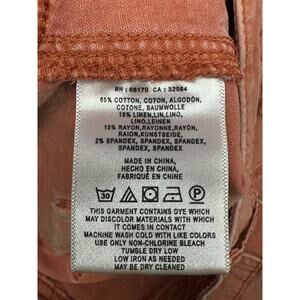 RN: 66170 CA: 32054
65% COTTON, COTON, ALGODÓN,
COTONE, BAUMWOLLE
18% LINEN,LIN,LINO,
LINO,LEINEN
15% RAYON,RAYONNE,RAYÓN,
RAION,KUNSTSEIDE,
2% SPANDEX, SPANDEX, SPANDEX
SPANDEX, SPANDEX
MADE IN CHINA,
HECHO EN CHINA,
FABRIQUÉ EN CHINE
30
P
THIS GARMENT CONTAINS DYE WHICH
MAY DISCOLOR MATERIALS WITH WHICH
IT COMES IN CONTACT
MACHINE WASH COLD WITH LIKE COLORS
USE ONLY NON-CHLORINE BLEACH
TUMBLE DRY LOW
LOW IRON AS NEEDED
MAY BE DRY CLEANED